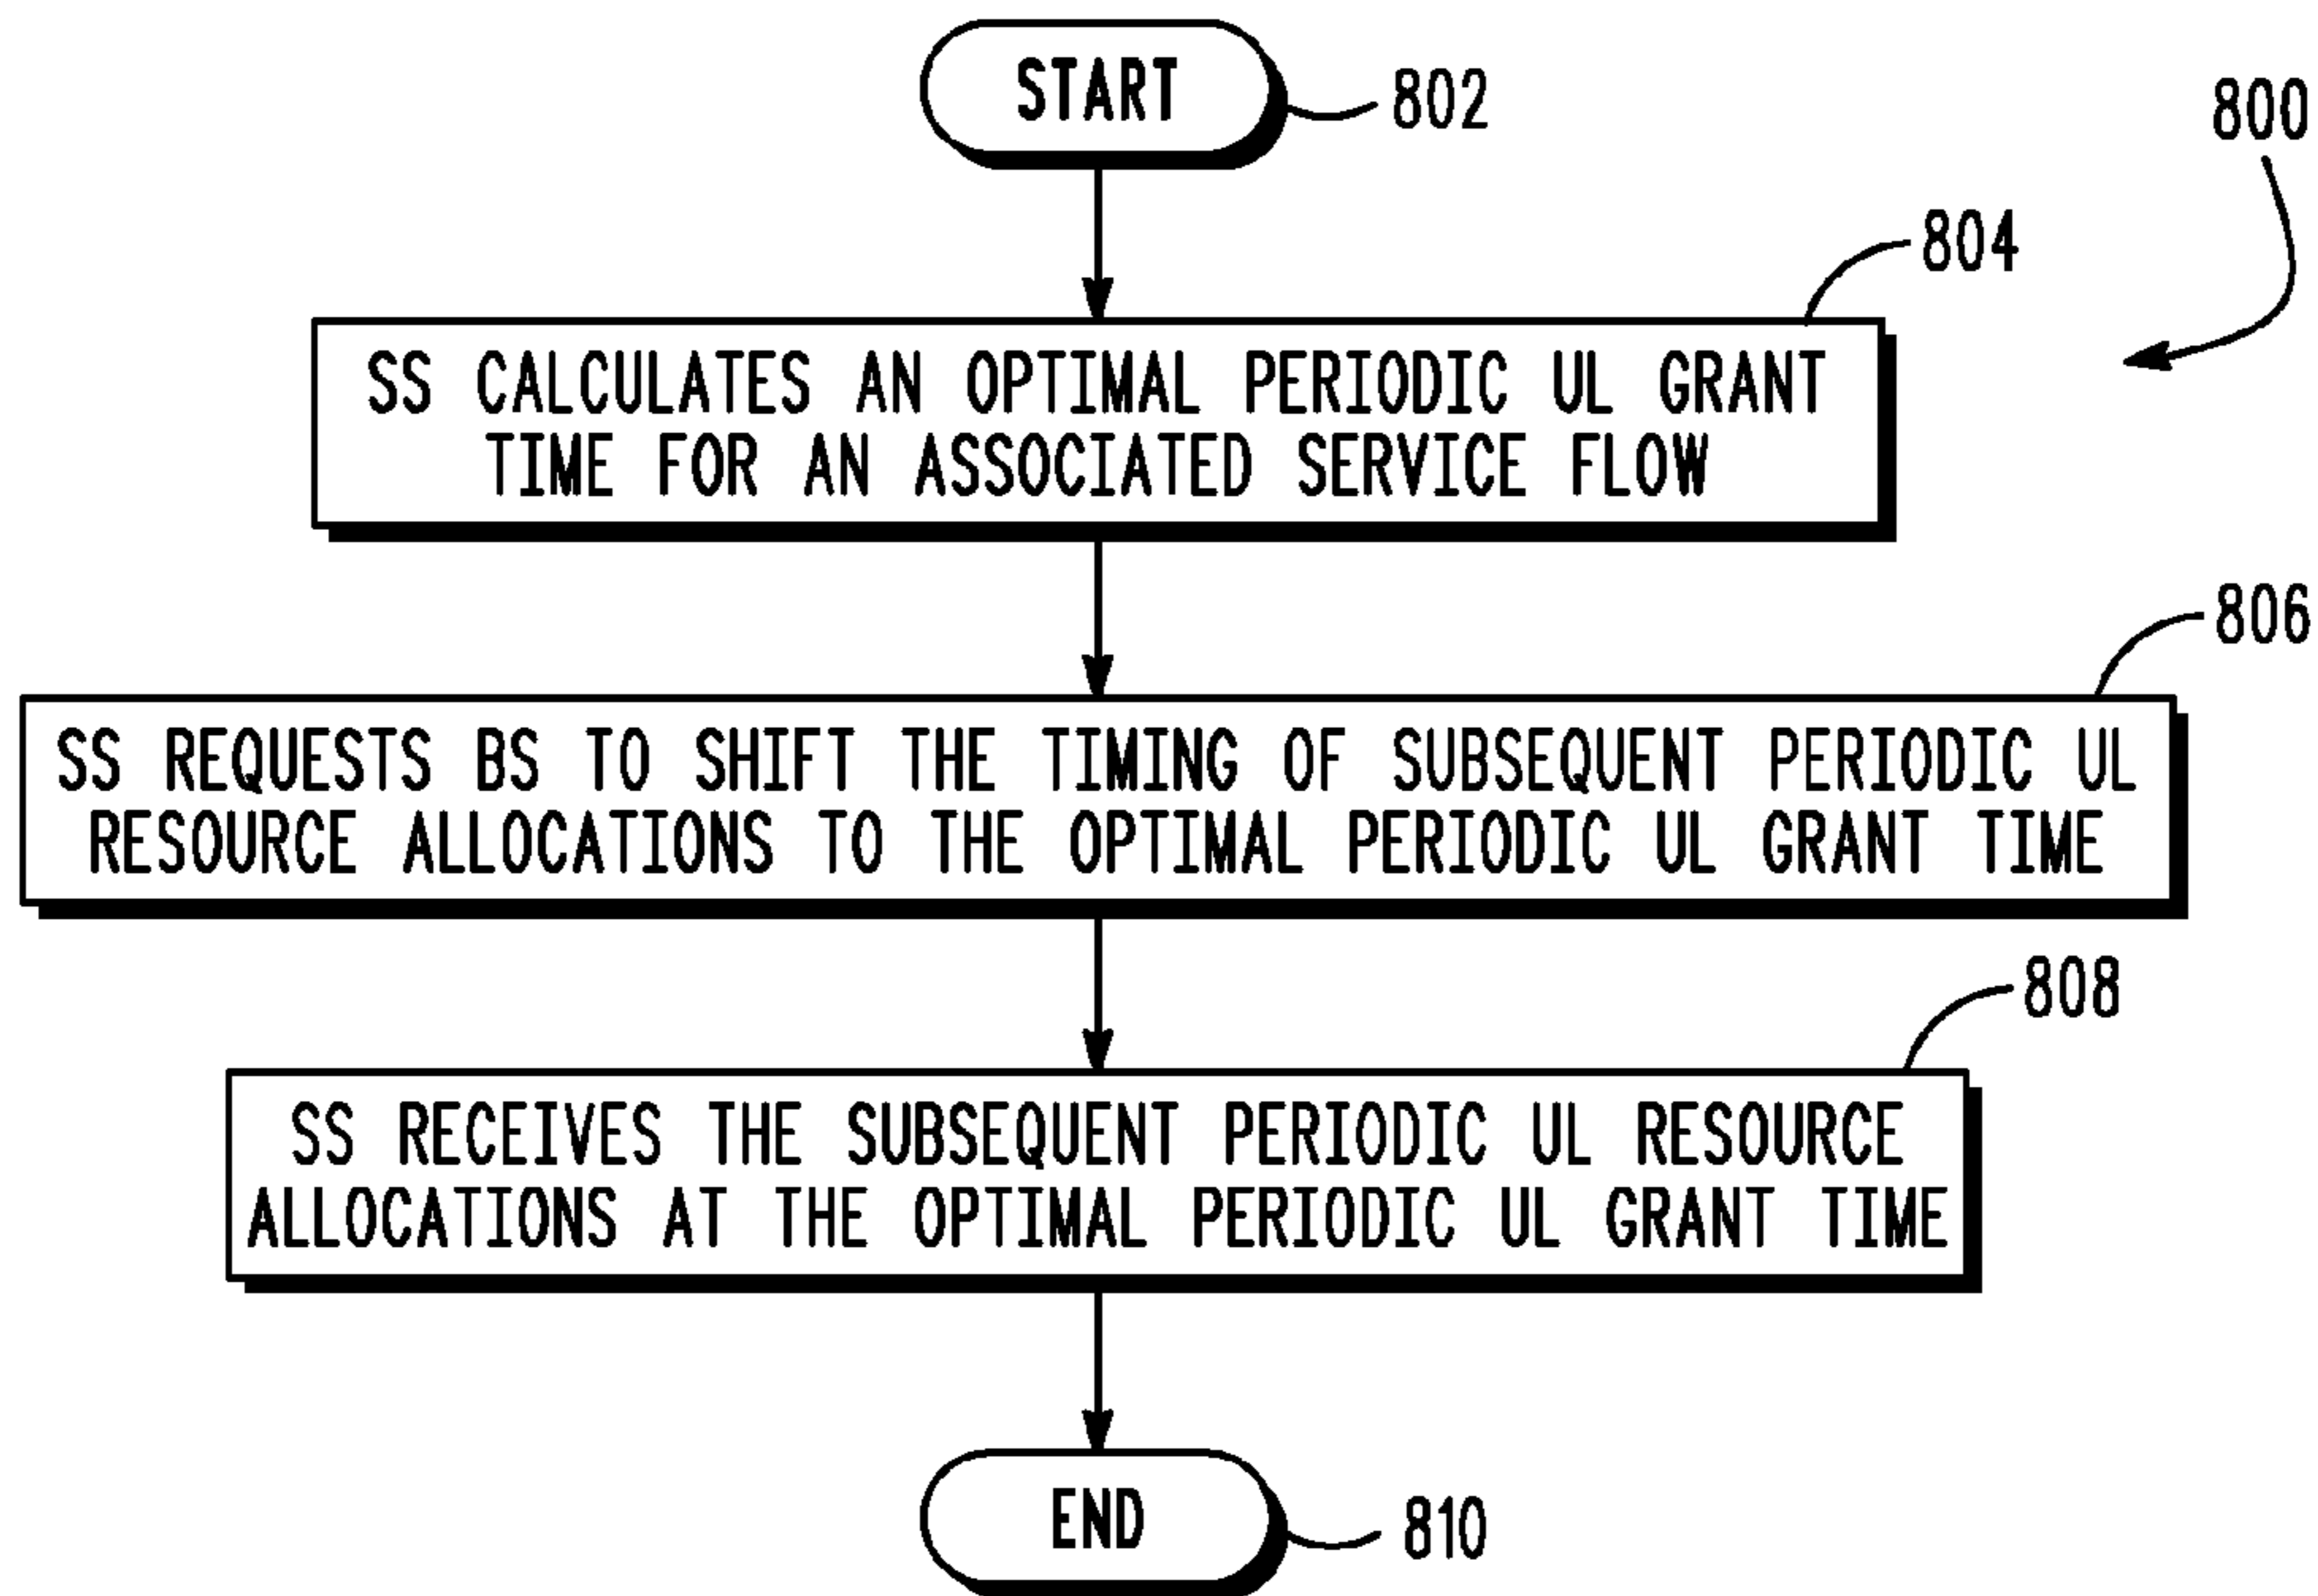 START
802
800
804
SS CALCULATES AN OPTIMAL PERIODIC UL GRANT
TIME FOR AN ASSOCIATED SERVICE FLOW
806
SS REQUESTS BS TO SHIFT THE TIMING OF SUBSEQUENT PERIODIC UL
RESOURCE ALLOCATIONS TO THE OPTIMAL PERIODIC UL GRANT TIME
808
SS RECEIVES THE SUBSEQUENT PERIODIC UL RESOURCE
ALLOCATIONS AT THE OPTIMAL PERIODIC UL GRANT TIME
END
810